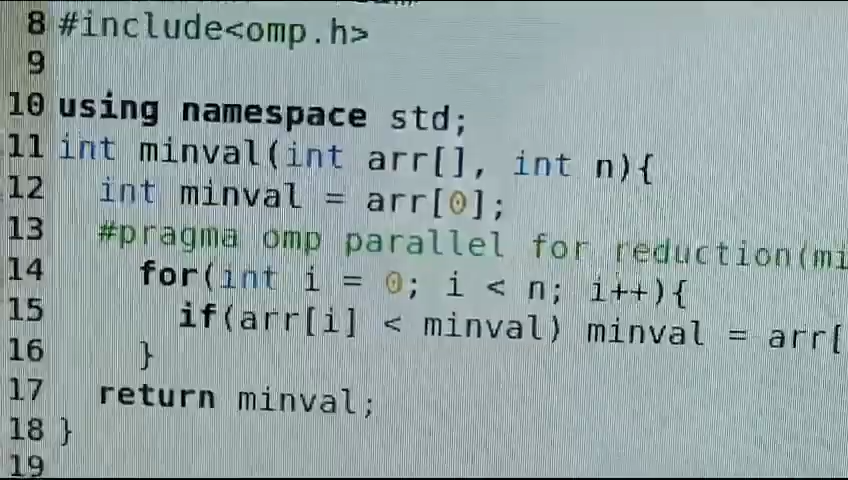 8 #include<omp.h>
9
10 using namespace std;
11 int minval(int arr[], int n){
12 int minval = arr[0];
13 #pragma omp parallel for reduction(mi
14 for(int i = 0; i < n; i++){
15 if(arr[i] < minval) minval = arr[
16 }
17 return minval;
18 }
19